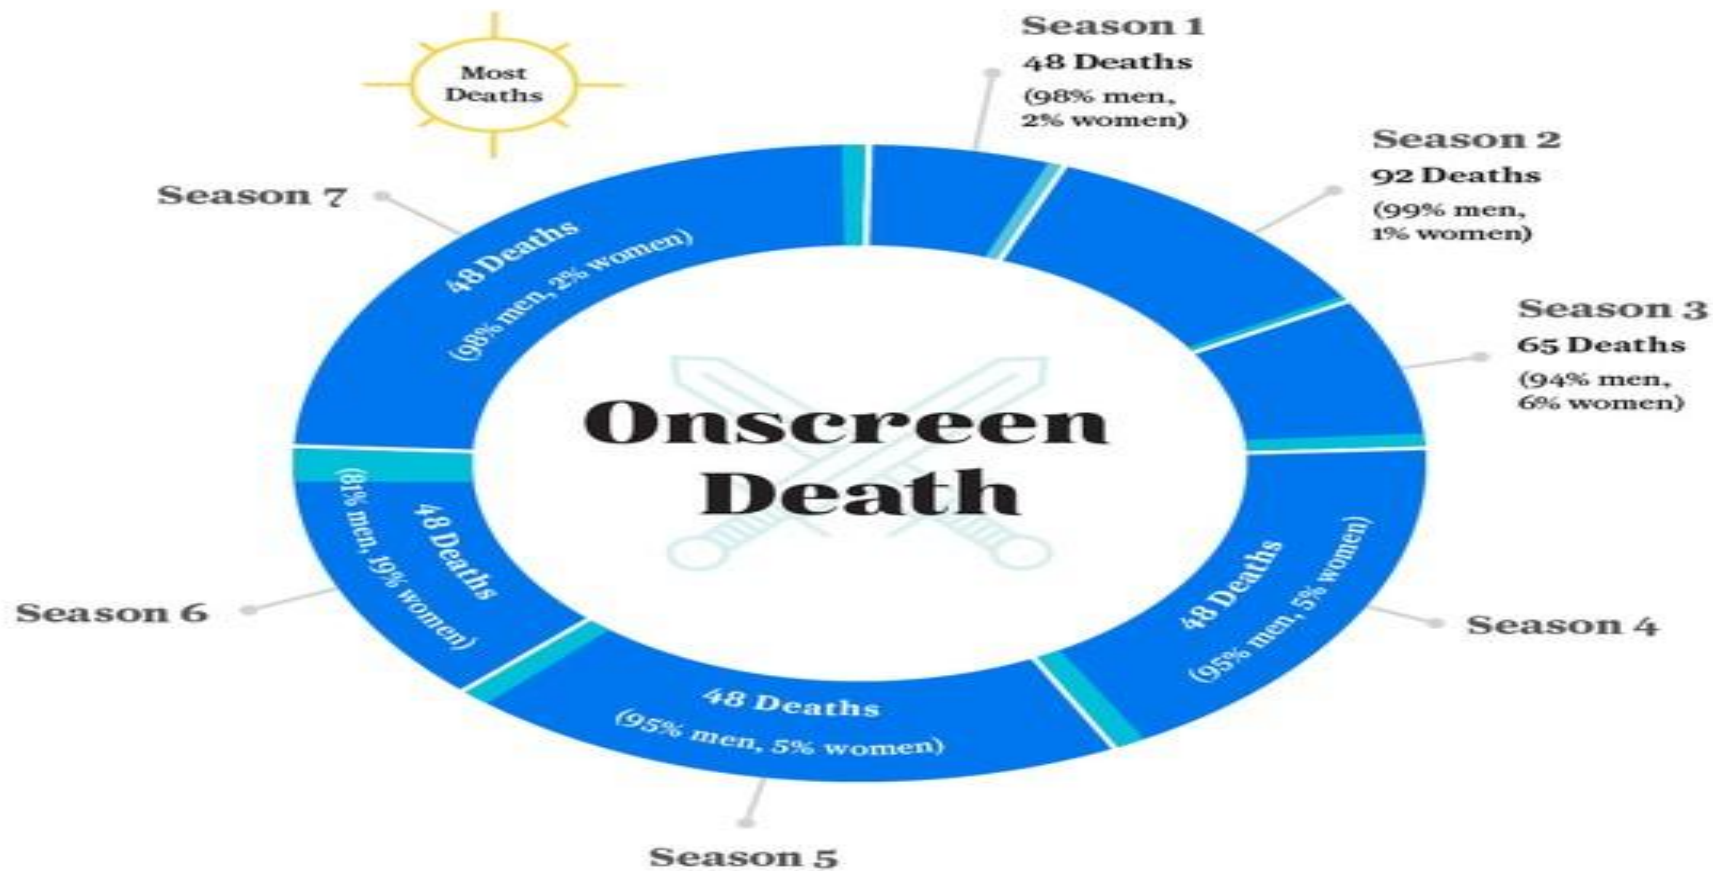 Most
Deaths
Season 1
48 Deaths
(98% men,
2% women)
Season 2
92 Deaths
(99% men,
1% women)
Season 3
65 Deaths
(94% men,
6% women)
Season 7
48 Deaths
(98% men, 2% women)
Onscreen
Death
48 Deaths
(81% men, 19% women)
Season 6
48 Deaths
(95% men, 5% women)
Season 4
48 Deaths
(95% men, 5% women)
Season 5